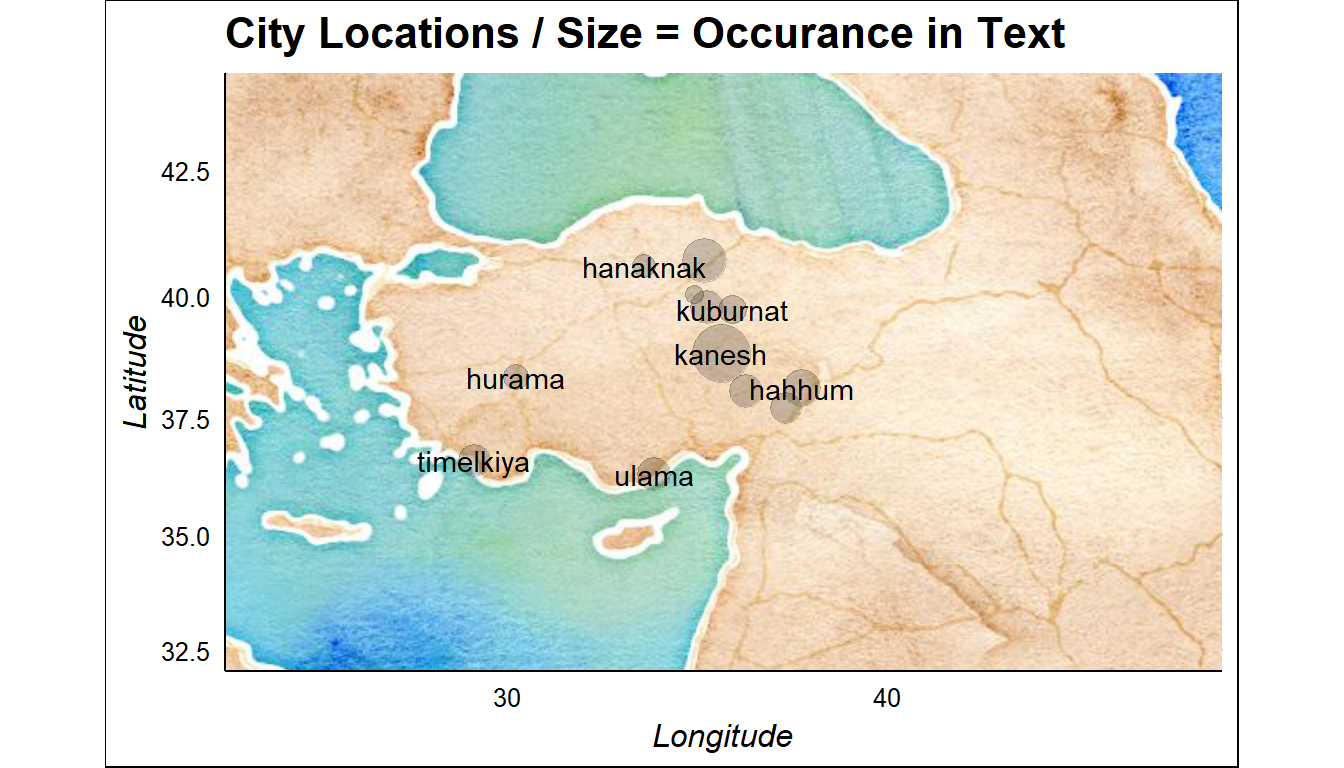 City Locations / Size = Occurance in Text
Latitude
42.5
40.0
37.5
35.0
32.5
hanaknak
kuburnat
kanesh
hurama
hahhum
timelkiya
ulama
30
40
Longitude